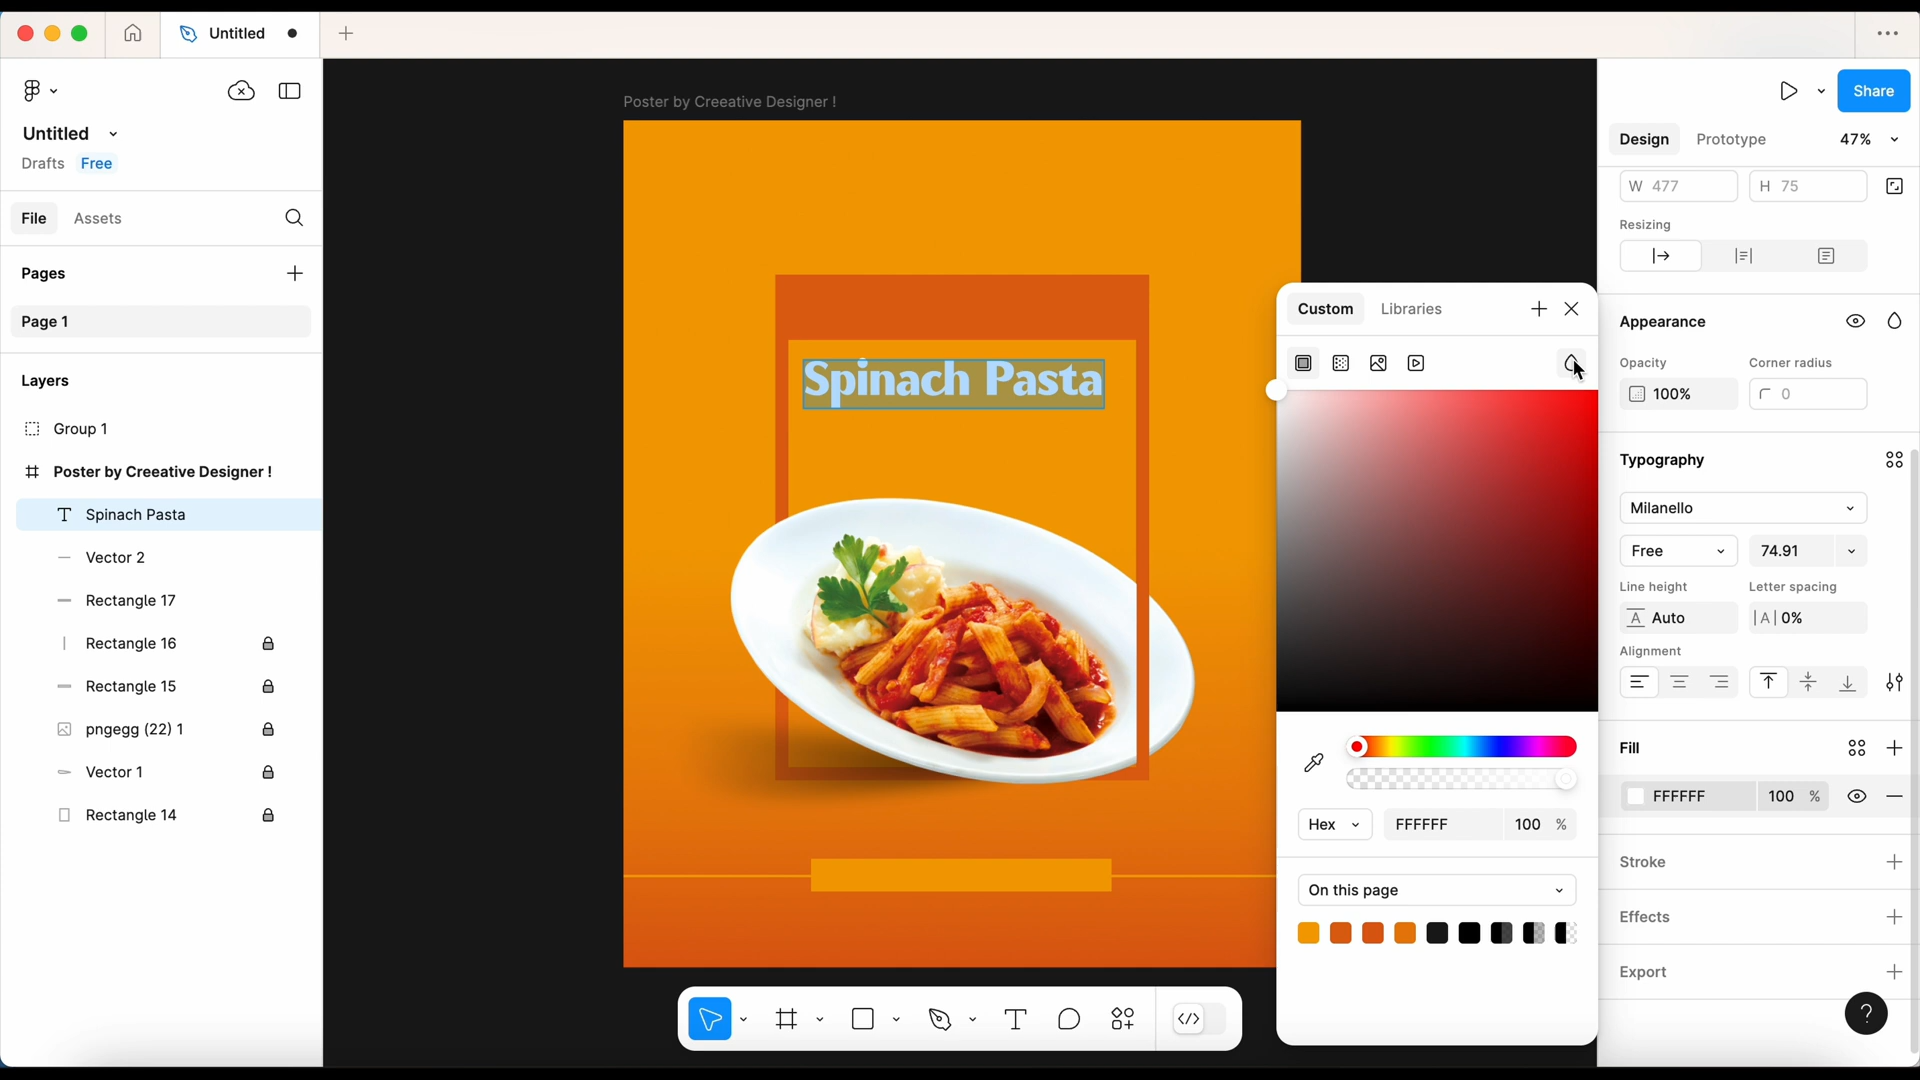 Untitled
Untitled
Drafts Free
File Assets
Pages
Page 1
Layers
Group 1
Poster by Creeative Designer !
Spinach Pasta
Vector 2
Rectangle 17
Rectangle 16
Rectangle 15
pngegg (22) 1
Vector 1
Rectangle 14
Poster by Creeative Designer !
Spinach Pasta
Custom Libraries
Hex FFFFFF 100 %
On this page
Share
Design Prototype 47%
W 477 H 75
Resizing
Appearance
Opacity Corner radius
100% 0
Typography
Milanello
Free 74.91
Line height Letter spacing
A Auto |A| 0%
Alignment
Fill
FFFFFF 100 %
Stroke
Effects
Export
?